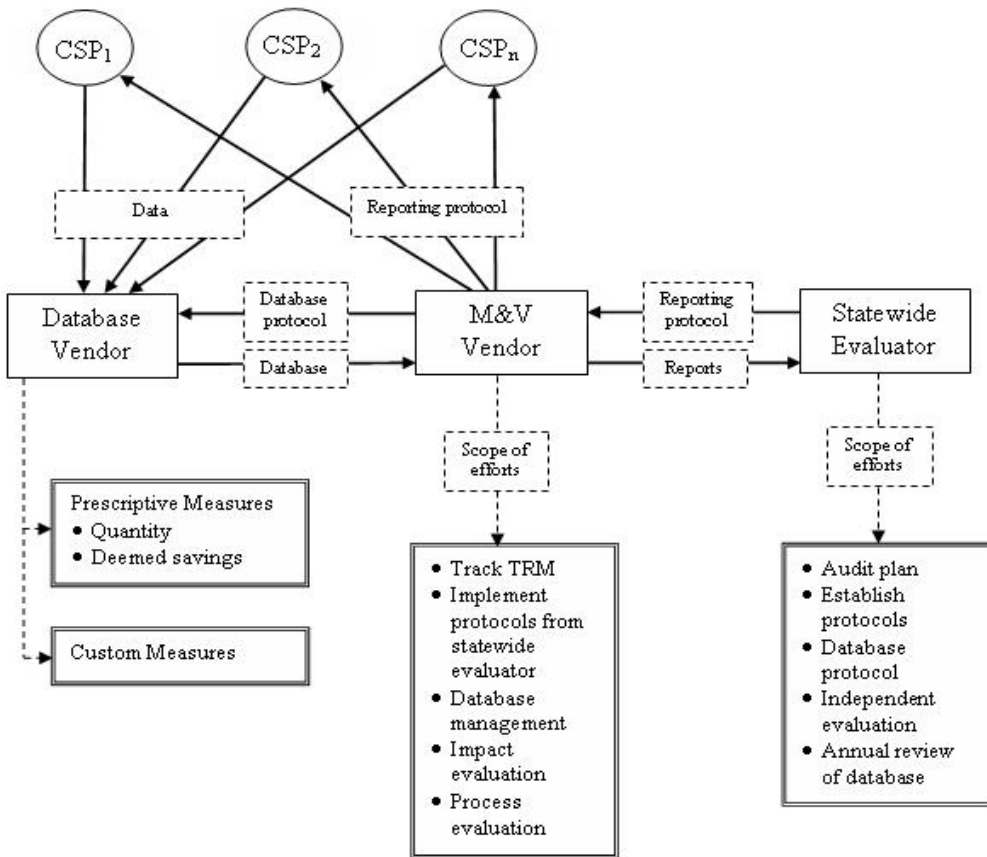 CSP₁
CSP₂
CSPₙ
Data
Reporting protocol
Database
Vendor
Database
protocol
Database
M&V
Vendor
Reporting
protocol
Reports
Statewide
Evaluator
Scope of
efforts
Scope of
efforts
Prescriptive Measures
• Quantity
• Deemed savings
Custom Measures
• Track TRM
• Implement
protocols from
statewide
evaluator
• Database
management
• Impact
evaluation
• Process
evaluation
• Audit plan
• Establish
protocols
• Database
protocol
• Independent
evaluation
• Annual review
of database